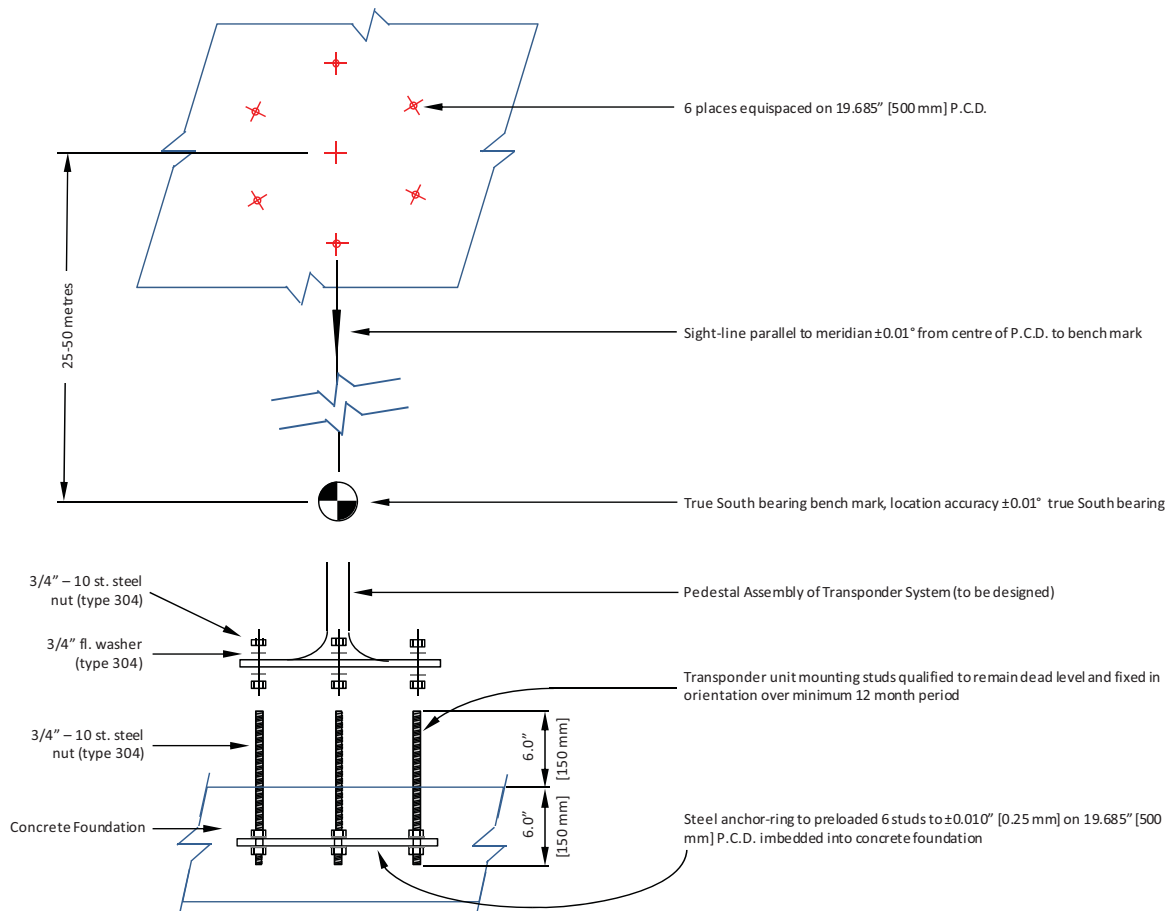 6 places equispaced on 19.685” [500 mm] P.C.D.
25-50 metres
Sight-line parallel to meridian ±0.01° from centre of P.C.D. to bench mark
True South bearing bench mark, location accuracy ±0.01° true South bearing
3/4” – 10 st. steel
nut (type 304)
Pedestal Assembly of Transponder System (to be designed)
3/4” fl. washer
(type 304)
Transponder unit mounting studs qualified to remain dead level and fixed in
orientation over minimum 12 month period
3/4” – 10 st. steel
nut (type 304)
6.0”
[150 mm]
Concrete Foundation
6.0”
[150 mm]
Steel anchor-ring to preloaded 6 studs to ±0.010” [0.25 mm] on 19.685” [500
mm] P.C.D. imbedded into concrete foundation